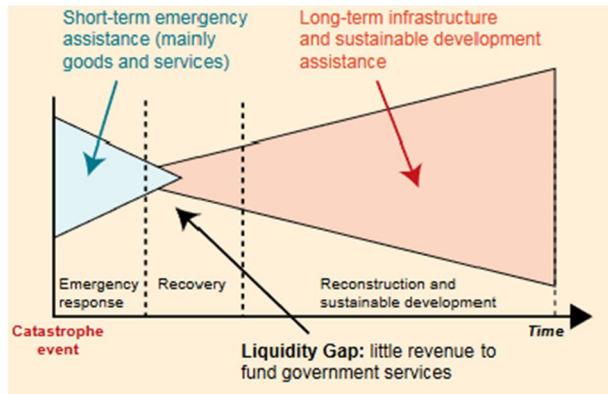 Short-term emergency
assistance (mainly
goods and services)
Long-term infrastructure
and sustainable development
assistance
Emergency
response
Recovery
Reconstruction and
sustainable development
Catastrophe
event
Time
Liquidity Gap: little revenue to
fund government services